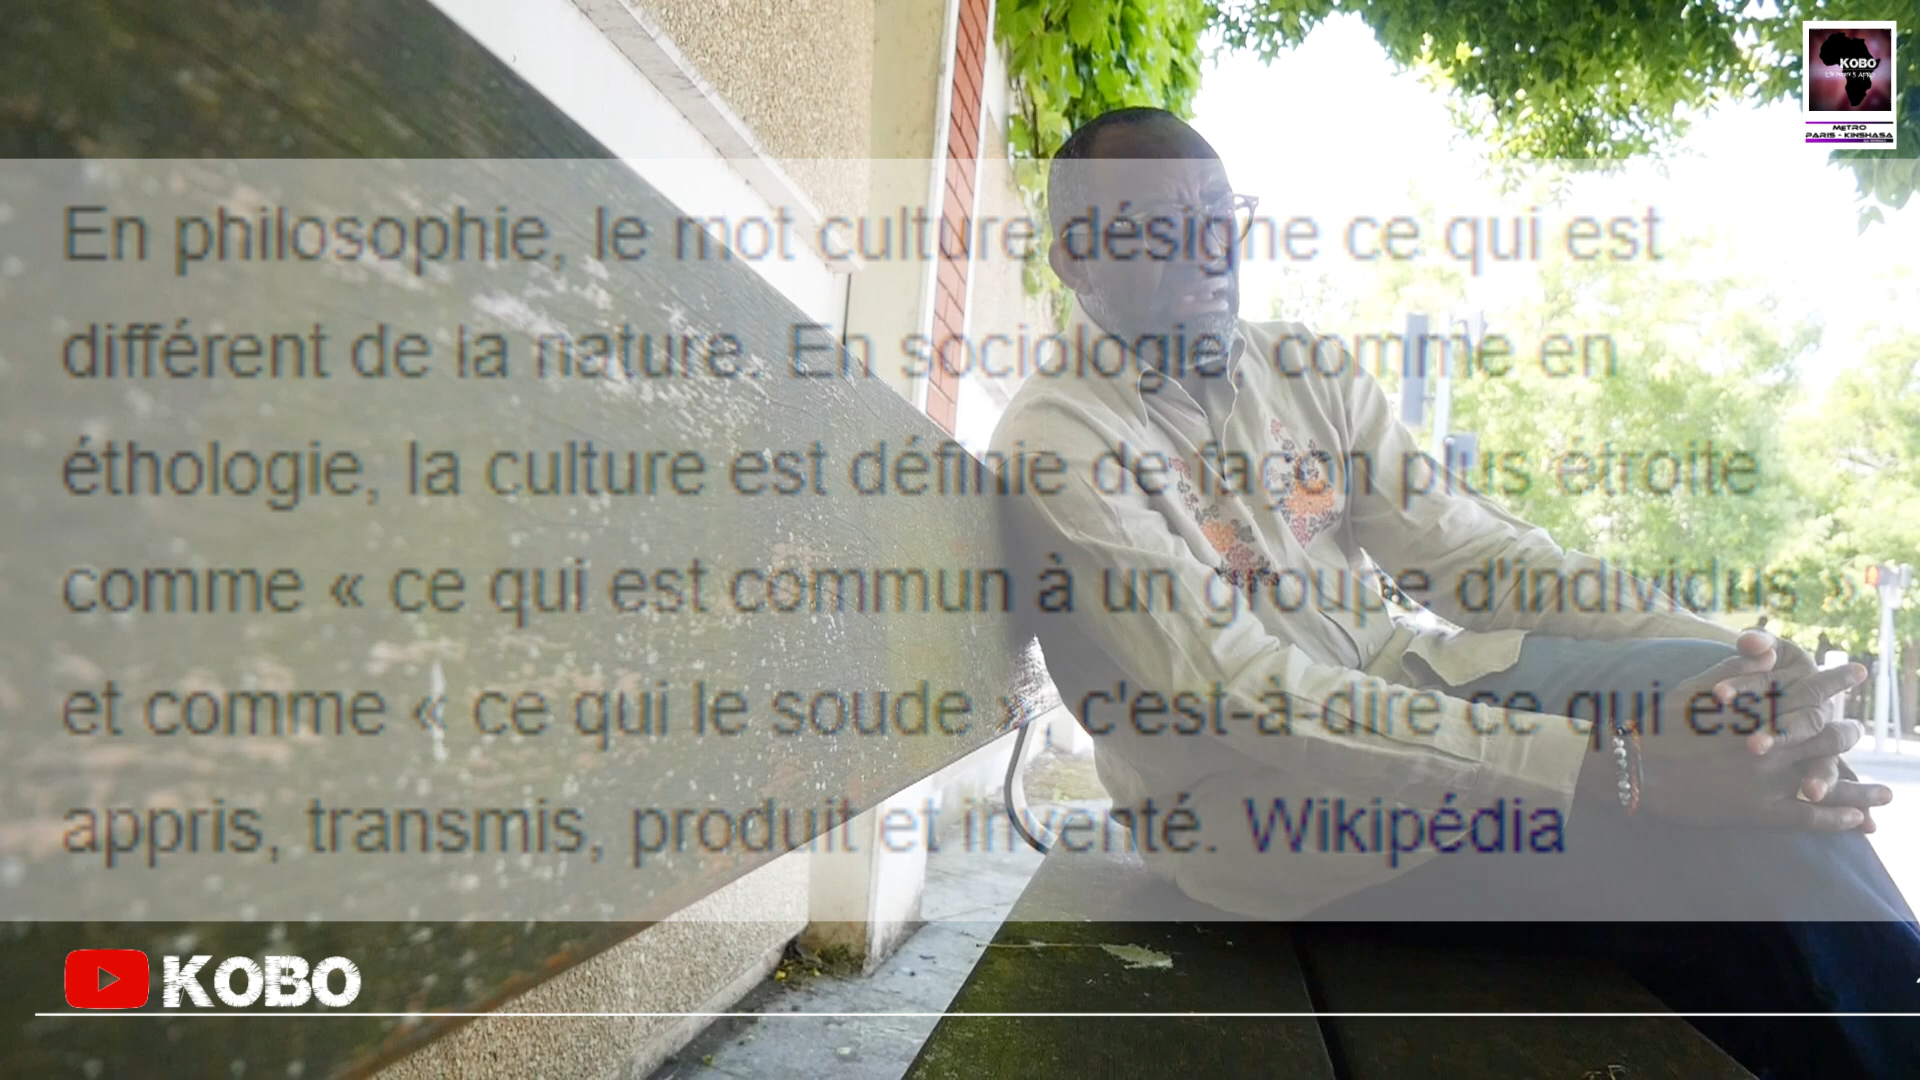 KOBO
METRO
PARIS - KINSHASA
En philosophie, le mot culture désigne ce qui est
différent de la nature. En sociologie, comme en
éthologie, la culture est définie de façon plus étroite
comme « ce qui est commun à un groupe d'individus »
et comme « ce qui le soude », c'est-à-dire ce qui est
appris, transmis, produit et inventé. Wikipédia
KOBO